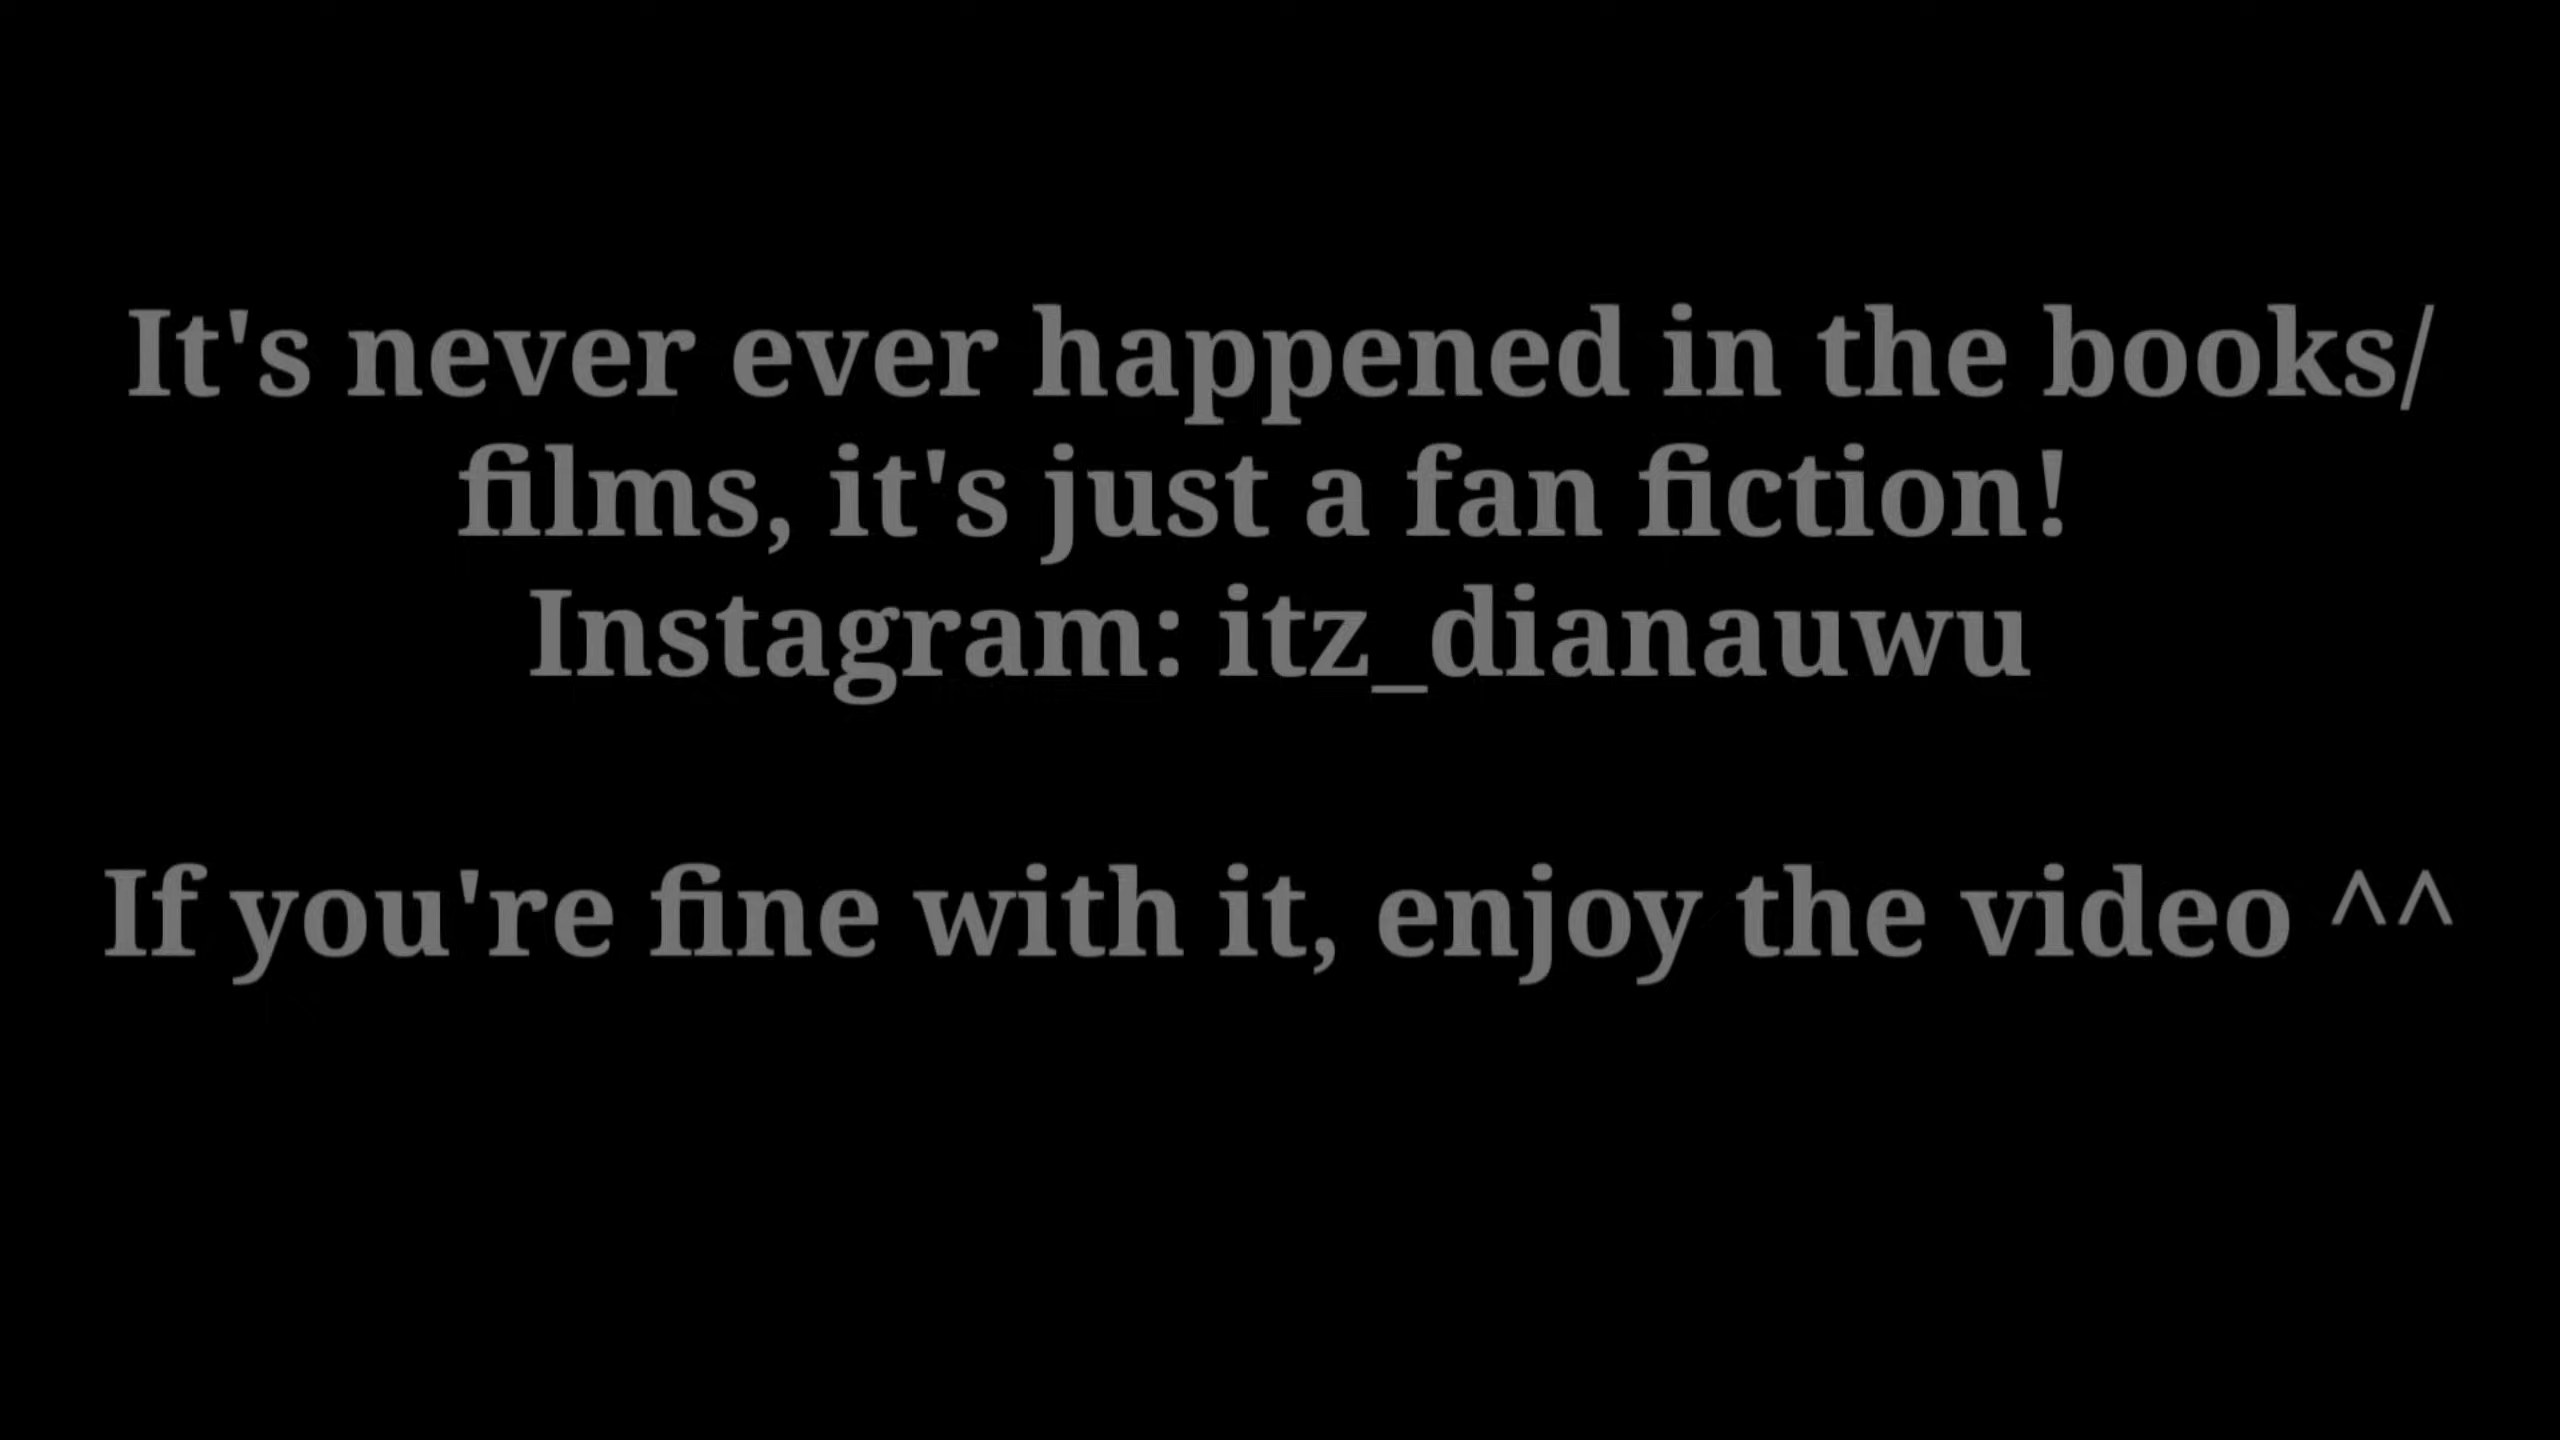 It's never ever happened in the books/
films, it's just a fan fiction!
Instagram: itz_dianauwu
If you're fine with it, enjoy the video ^^